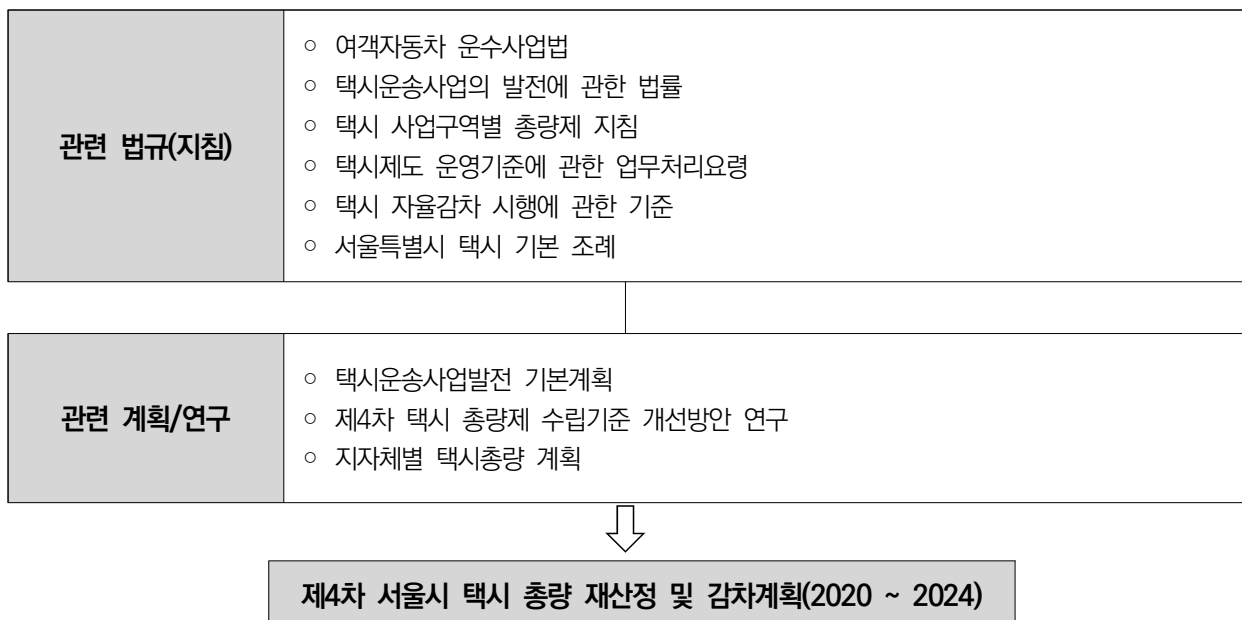 관련 법규(지침)
○ 여객자동차 운수사업법
○ 택시운송사업의 발전에 관한 법률
○ 택시 사업구역별 총량제 지침
○ 택시제도 운영기준에 관한 업무처리요령
○ 택시 자율감차 시행에 관한 기준
○ 서울특별시 택시 기본 조례
관련 계획/연구
○ 택시운송사업발전 기본계획
○ 제4차 택시 총량제 수립기준 개선방안 연구
○ 지자체별 택시총량 계획
제4차 서울시 택시 총량 재산정 및 감차계획(2020 ~ 2024)